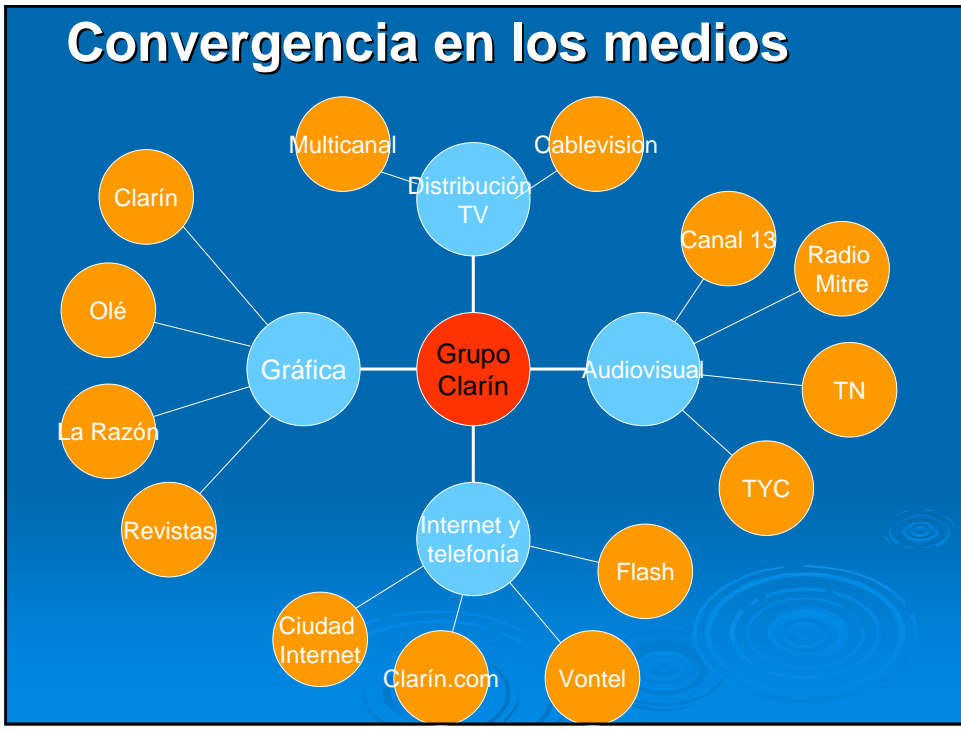 Convergencia en los medios
Multicanal
Cablevision
Distribución
TV
Clarín
Olé
La Razón
Revistas
Gráfica
Grupo
Clarín
Audiovisual
Canal 13
Radio
Mitre
TN
TYC
Internet y
telefonía
Flash
Ciudad
Internet
Clarín.com
Vontel